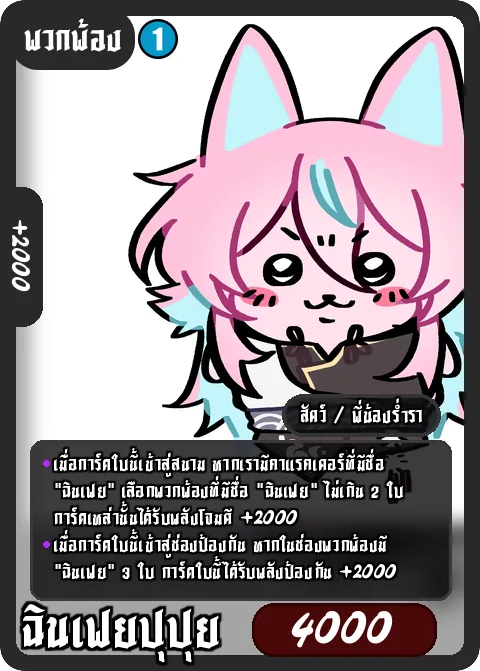 พวกพ้อง 1
+2000
สัตว์ / พี่น้องร่ำรา
•เมื่อการ์ดใบนี้เข้าสู่สนาม หากเรามีคาแรคเตอร์ที่มีชื่อ
"ฉินเฟย" เลือกพวกพ้องที่มีชื่อ "ฉินเฟย" ไม่เกิน 2 ใบ
การ์ดเหล่านั้นได้รับพลังโจมตี +2000
•เมื่อการ์ดใบนี้เข้าสู่ช่องป้องกัน หากในช่องพวกพ้องมี
"ฉินเฟย" 3 ใบ การ์ดใบนี้ได้รับพลังป้องกัน +2000
ฉินเฟยปุปุย 4000